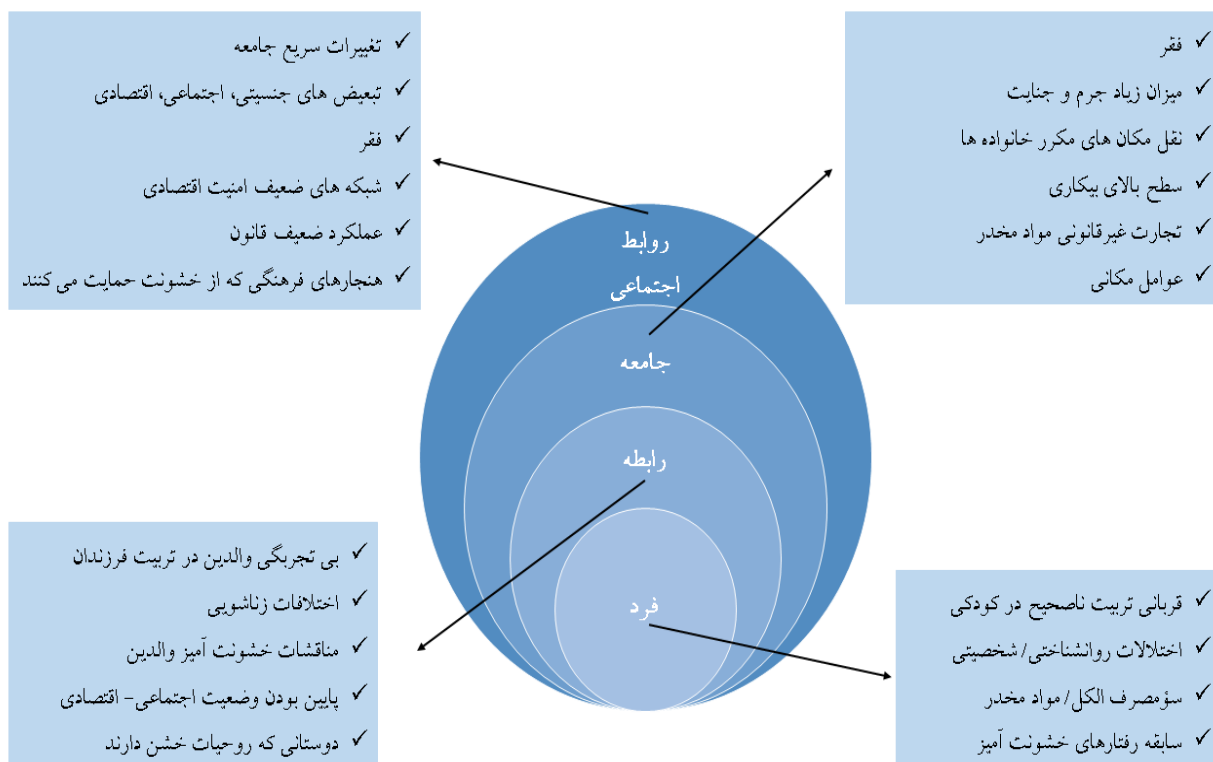 ✓ فقر
✓ میزان زیاد جرم و جنایت
✓ نقل مکان های مکرر خانواده ها
✓ سطح بالای بیکاری
✓ تجارت غیرقانونی مواد مخدر
✓ عوامل مکانی
✓ تغییرات سریع جامعه
✓ تبعیض های جنسیتی، اجتماعی، اقتصادی
✓ فقر
✓ شبکه های ضعیف امنیت اقتصادی
✓ عملکرد ضعیف قانون
✓ هنجارهای فرهنگی که از خشونت حمایت می کنند
روابط
اجتماعی
جامعه
رابطه
فرد
✓ قربانی تربیت ناصحیح در کودکی
✓ اختلالات روانشناختی/ شخصیتی
✓ سؤمصرف الکل/ مواد مخدر
✓ سابقه رفتارهای خشونت آمیز
✓ بی تجربگی والدین در تربیت فرزندان
✓ اختلافات زناشویی
✓ مناقشات خشونت آمیز والدین
✓ پایین بودن وضعیت اجتماعی- اقتصادی
✓ دوستانی که روحیات خشن دارند